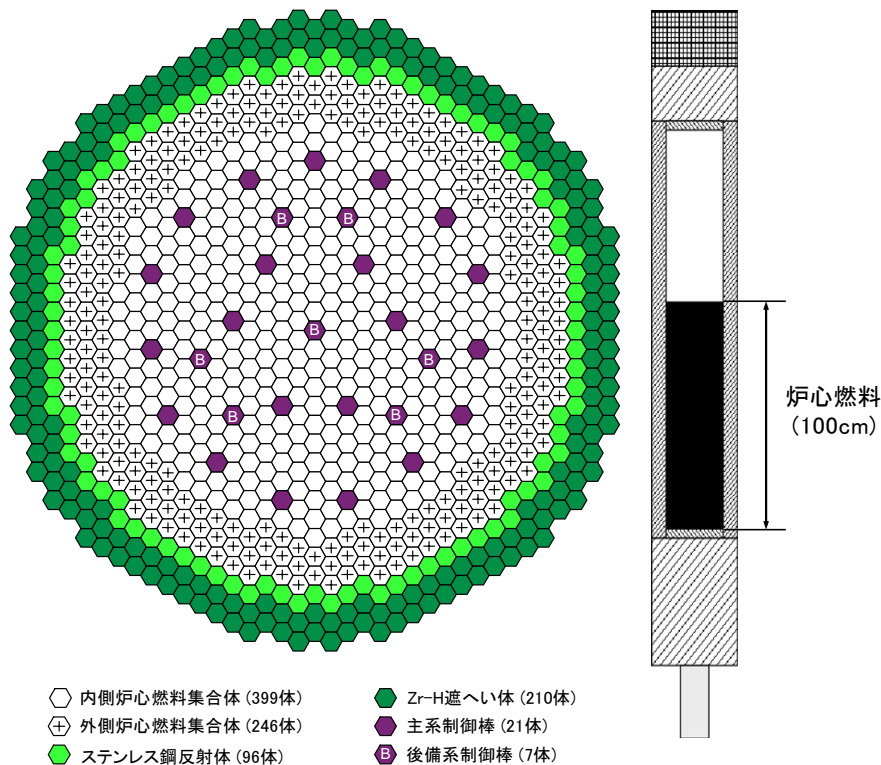 B
B
B
B
B
B
B
炉心燃料
(100cm)
内側炉心燃料集合体(399体)
外側炉心燃料集合体(246体)
ステンレス鋼反射体(96体)
Zr-H遮へい体(210体)
主系制御棒(21体)
B 後備系制御棒(7体)